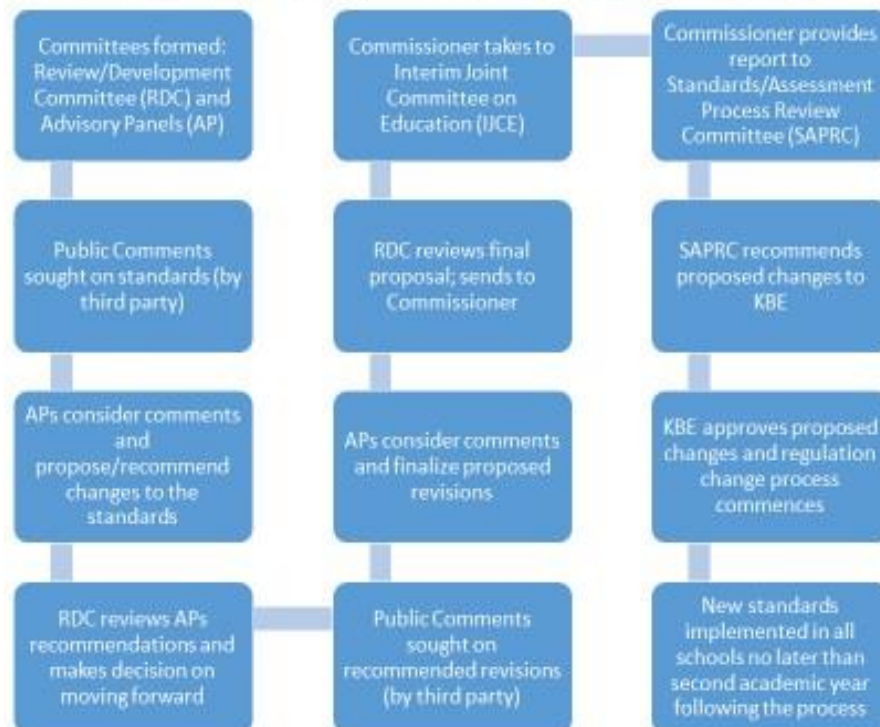 Committees formed:
Review/Development
Committee (RDC) and
Advisory Panels (AP)
Public Comments
sought on standards (by
third party)
APs consider comments
and
propose/recommend
changes to the
standards
RDC reviews APs
recommendations and
makes decision on
moving forward
Public Comments
sought on
recommended revisions
(by third party)
APs consider comments
and finalize proposed
revisions
RDC reviews final
proposal; sends to
Commissioner
Commissioner takes to
Interim Joint
Committee on
Education (IJCE)
Commissioner provides
report to
Standards/Assessment
Process Review
Committee (SAPRC)
SAPRC recommends
proposed changes to
KBE
KBE approves proposed
changes and regulation
change process
commences
New standards
implemented in all
schools no later than
second academic year
following the process